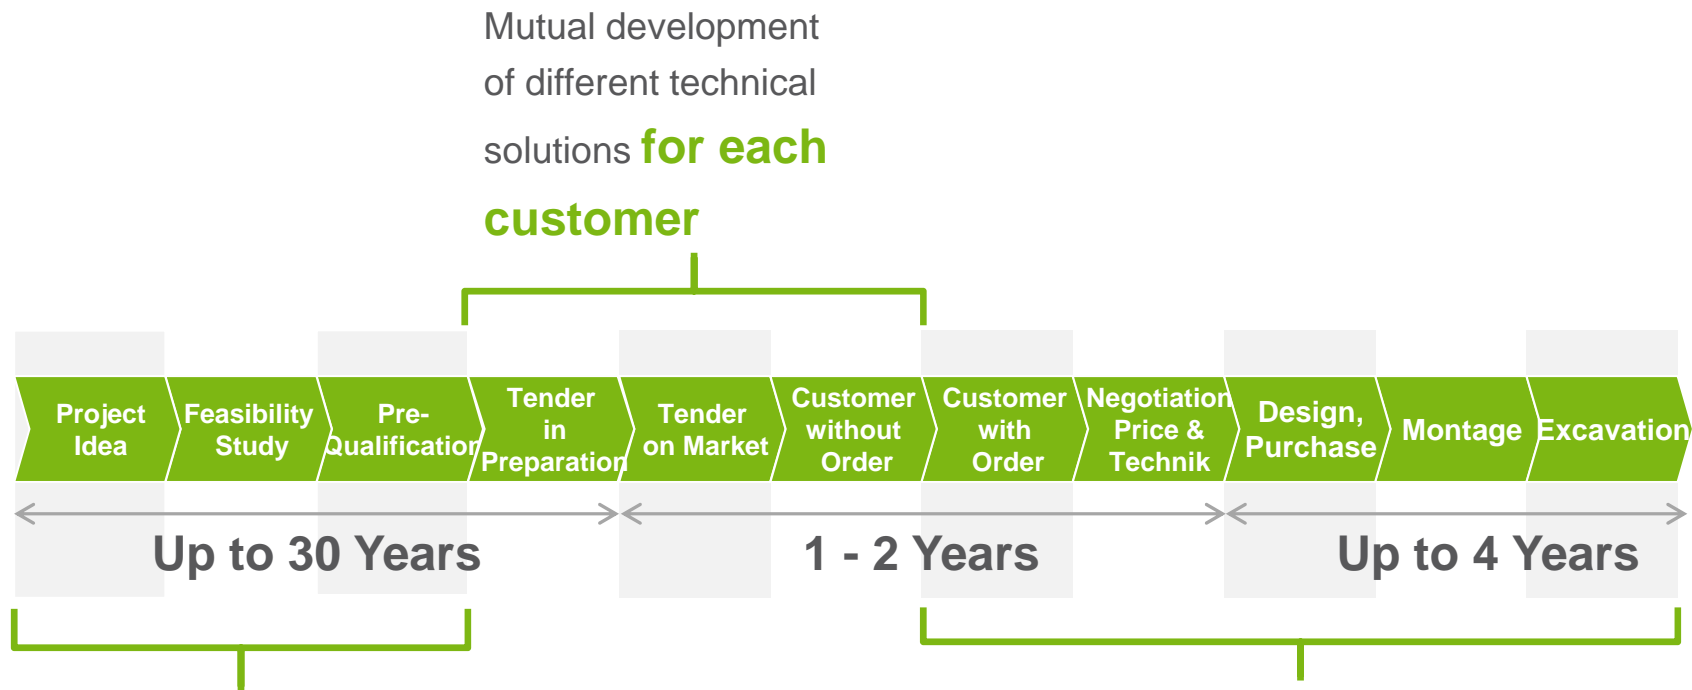 Mutual development
of different technical
solutions for each
customer
Project
Idea
Feasibility
Study
Pre-
Qualification
Tender
in
Preparation
Tender
on Market
Customer
without
Order
Customer
with
Order
Negotiation
Price &
Technik
Design,
Purchase
Montage
Excavation
Up to 30 Years
1 - 2 Years
Up to 4 Years